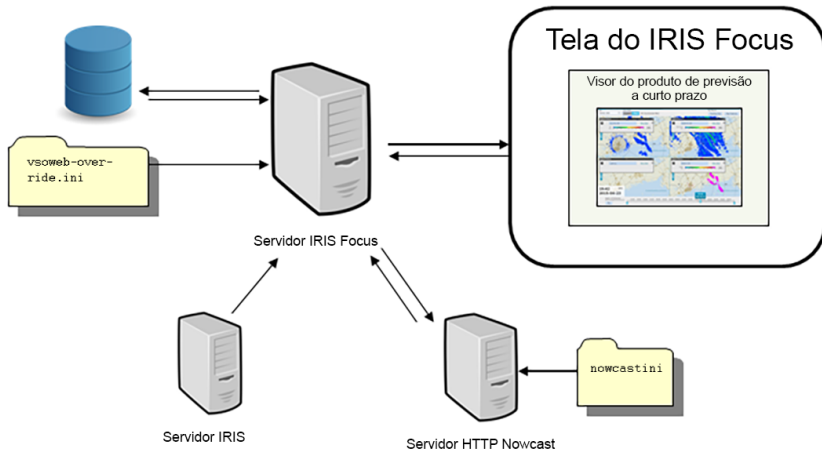 Tela do IRIS Focus
Visor do produto de previsão
a curto prazo
vsoweb-over-
ride.ini
Servidor IRIS Focus
nowcastini
Servidor IRIS
Servidor HTTP Nowcast